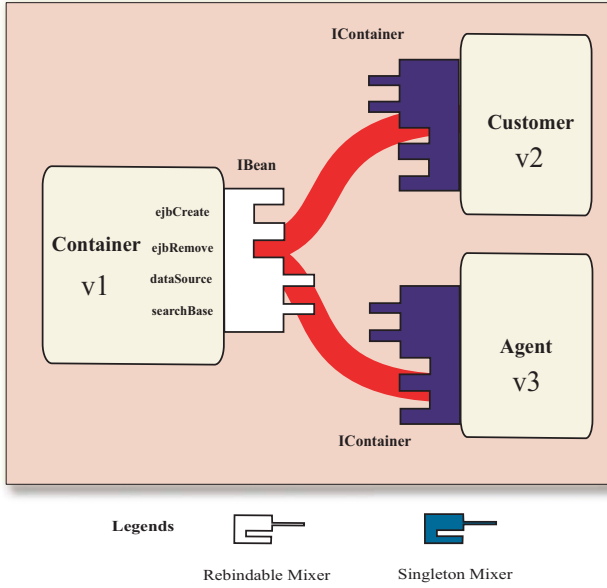 IContainer
Customer
v2
IBean
ejbCreate
Container
ejbRemove
v1
dataSource
searchBase
Agent
v3
IContainer
Legends
Rebindable Mixer
Singleton Mixer